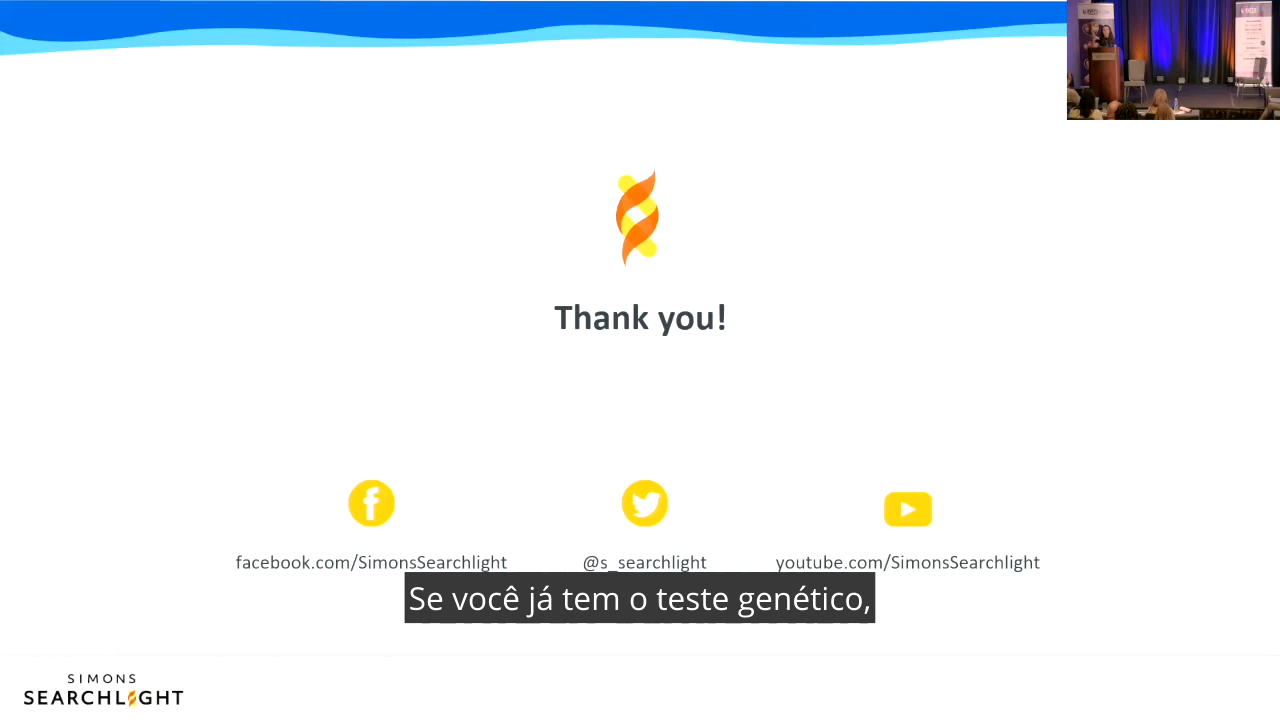 Thank you!
facebook.com/SimonsSearchlight
@s_searchlight
youtube.com/SimonsSearchlight
Se você já tem o teste genético,
SIMONS
SEARCHLIGHT